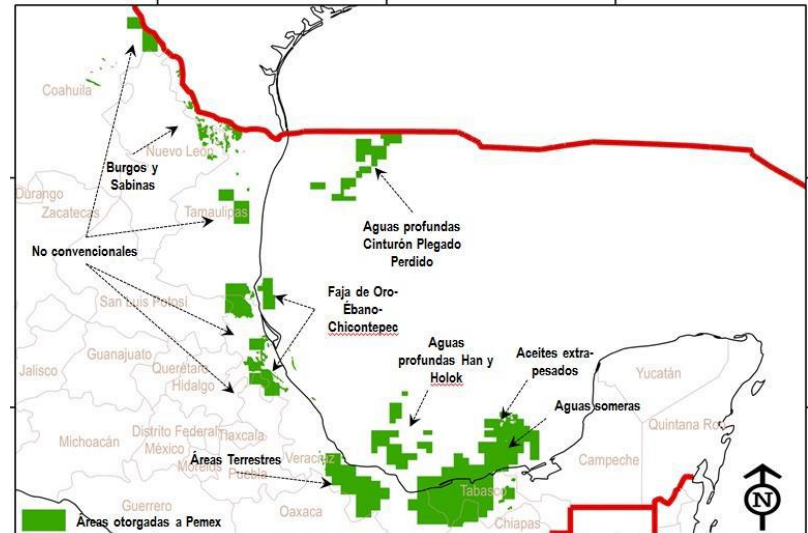 Coahuila
Nuevo León
Burgos y
Sabinas
Durango
Zacatecas
Tamaulipas
Aguas profundas
Cinturón Plegado
Perdido
No convencionales
San Luis Potosí
Faja de Oro-
Ébano-
Chicontepec
Aguas
profundas Han y
Holok
Aceites extra-
pesados
Guanajuato
Querétaro
Hidalgo
Jalisco
Yucatán
Aguas someras
Quintana Roo
Michoacán
Distrito Federal
Tlaxcala
México
Morelos
Puebla
Áreas Terrestres
Veracruz
Campeche
Tabasco
Guerrero
Oaxaca
Chiapas
N
Áreas otorgadas a Pemex